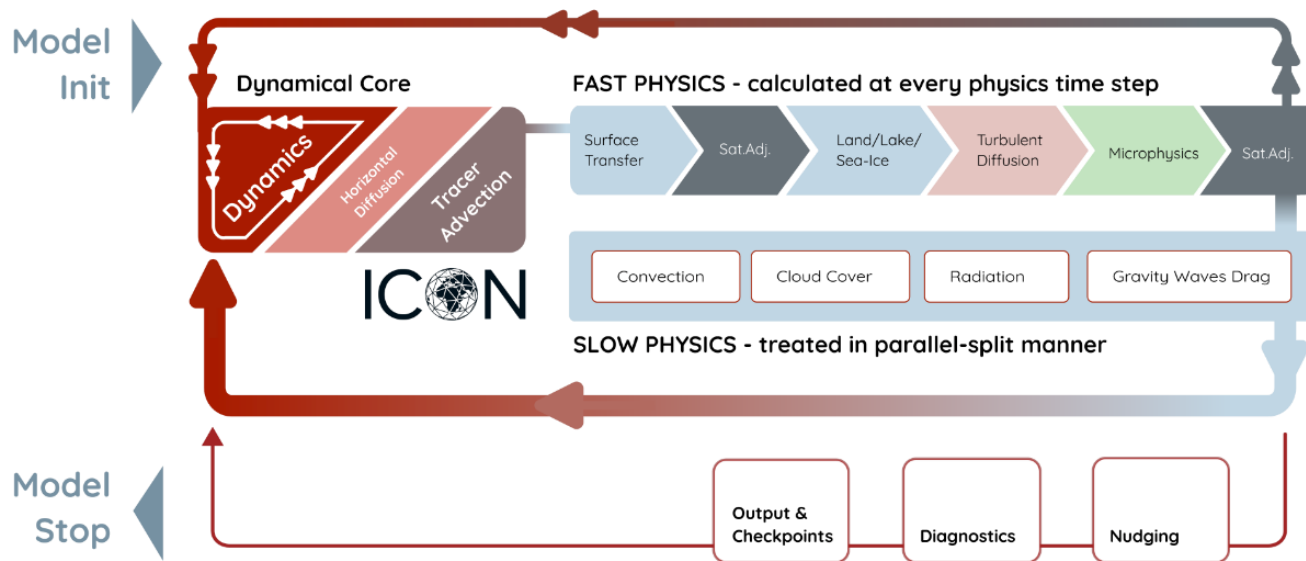 Model
Init
Dynamical Core
FAST PHYSICS - calculated at every physics time step
Dynamics
Horizontal
Diffusion
Tracer
Advection
Surface
Transfer
Sat.Adj.
Land/Lake/
Sea-Ice
Turbulent
Diffusion
Microphysics
Sat.Adj.
ICON
Convection
Cloud Cover
Radiation
Gravity Waves Drag
SLOW PHYSICS - treated in parallel-split manner
Model
Stop
Output &
Checkpoints
Diagnostics
Nudging